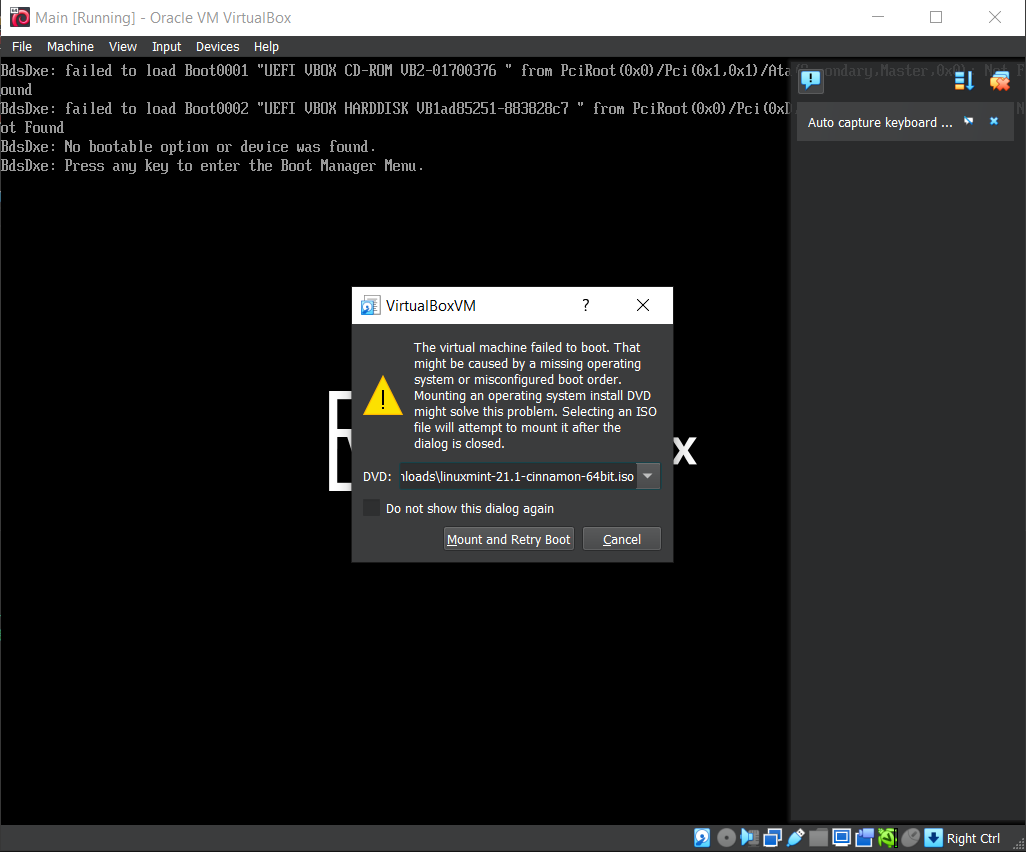 Main [Running] - Oracle VM VirtualBox
File Machine View Input Devices Help
BdsDxe: failed to load Boot0001 "UEFI VBOX CD-ROM VB2-01700376 " from PciRoot(0x0)/Pci(0x1,0x1)/Ata(Secondary,Master,0x0): Not F
ound
BdsDxe: failed to load Boot0002 "UEFI VBOX HARDDISK VB1ad85251-883828c7 " from PciRoot(0x0)/Pci(0xD
ot Found
BdsDxe: No bootable option or device was found.
BdsDxe: Press any key to enter the Boot Manager Menu.
Auto capture keyboard ...
VirtualBoxVM
The virtual machine failed to boot. That
might be caused by a missing operating
system or misconfigured boot order.
Mounting an operating system install DVD
might solve this problem. Selecting an ISO
file will attempt to mount it after the
dialog is closed.
DVD: nloads\linuxmint-21.1-cinnamon-64bit.iso
Do not show this dialog again
Mount and Retry Boot Cancel
x
Right Ctrl